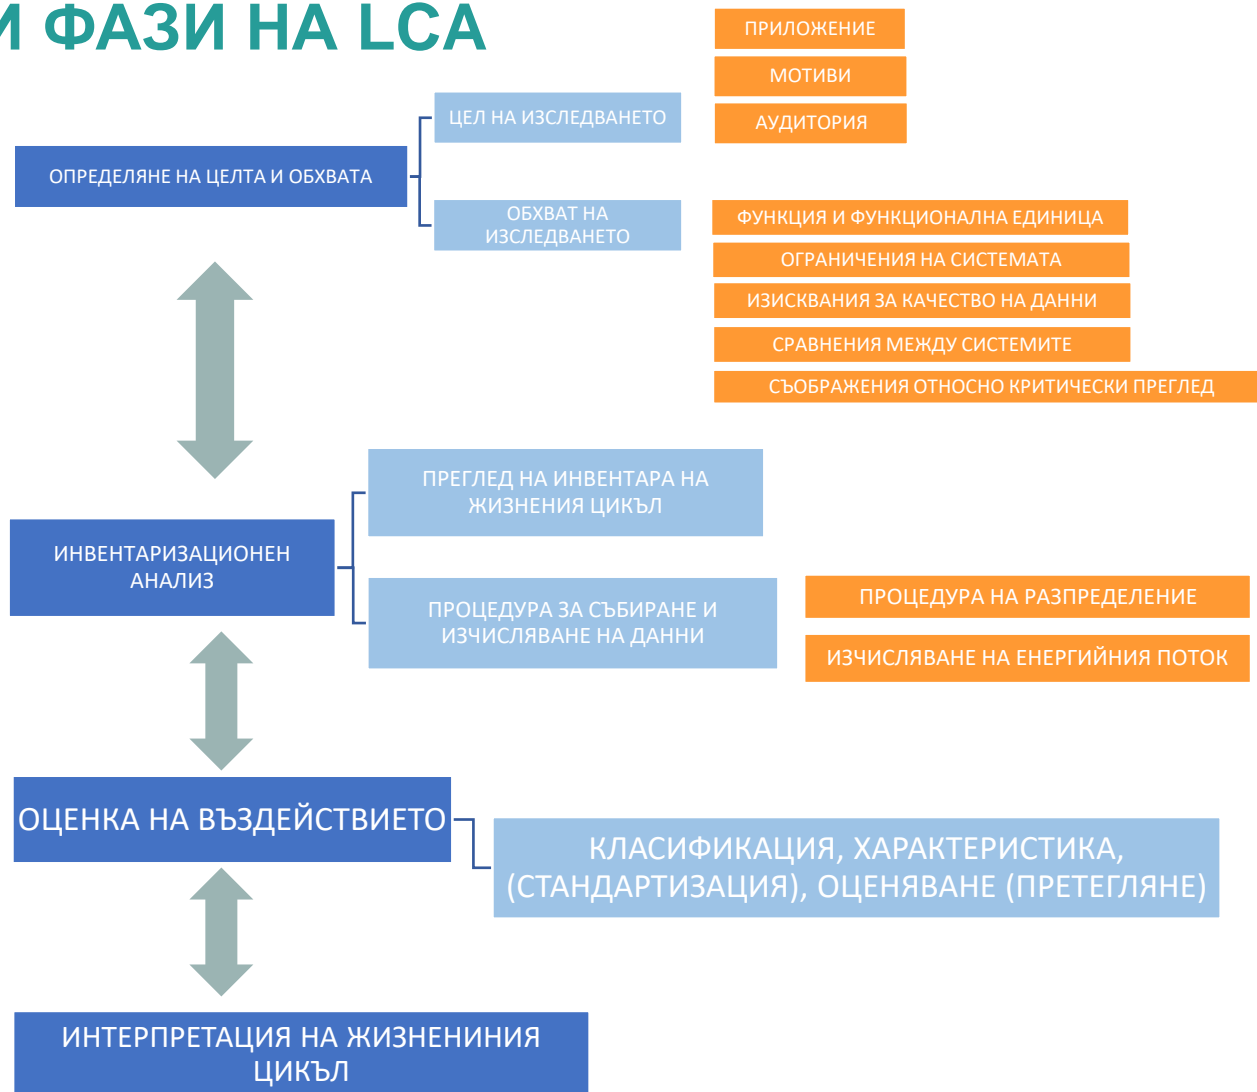 И ФАЗИ НА LCA
ПРИЛОЖЕНИЕ
МОТИВИ
АУДИТОРИЯ
ЦЕЛ НА ИЗСЛЕДВАНЕТО
ОПРЕДЕЛЯНЕ НА ЦЕЛТА И ОБХВАТА
ОБХВАТ НА
ИЗСЛЕДВАНЕТО
ФУНКЦИЯ И ФУНКЦИОНАЛНА ЕДИНИЦА
ОГРАНИЧЕНИЯ НА СИСТЕМАТА
ИЗИСКВАНИЯ ЗА КАЧЕСТВО НА ДАННИ
СРАВНЕНИЯ МЕЖДУ СИСТЕМИТЕ
СЪОБРАЖЕНИЯ ОТНОСНО КРИТИЧЕСКИ ПРЕГЛЕД
ПРЕГЛЕД НА ИНВЕНТАРА НА
ЖИЗНЕНИЯ ЦИКЪЛ
ИНВЕНТАРИЗАЦИОНЕН
АНАЛИЗ
ПРОЦЕДУРА ЗА СЪБИРАНЕ И
ИЗЧИСЛЯВАНЕ НА ДАННИ
ПРОЦЕДУРА НА РАЗПРЕДЕЛЕНИЕ
ИЗЧИСЛЯВАНЕ НА ЕНЕРГИЙНИЯ ПОТОК
ОЦЕНКА НА ВЪЗДЕЙСТВИЕТО
КЛАСИФИКАЦИЯ, ХАРАКТЕРИСТИКА,
(СТАНДАРТИЗАЦИЯ), ОЦЕНЯВАНЕ (ПРЕТЕГЛЯНЕ)
ИНТЕРПРЕТАЦИЯ НА ЖИЗНЕНИНИЯ
ЦИКЪЛ